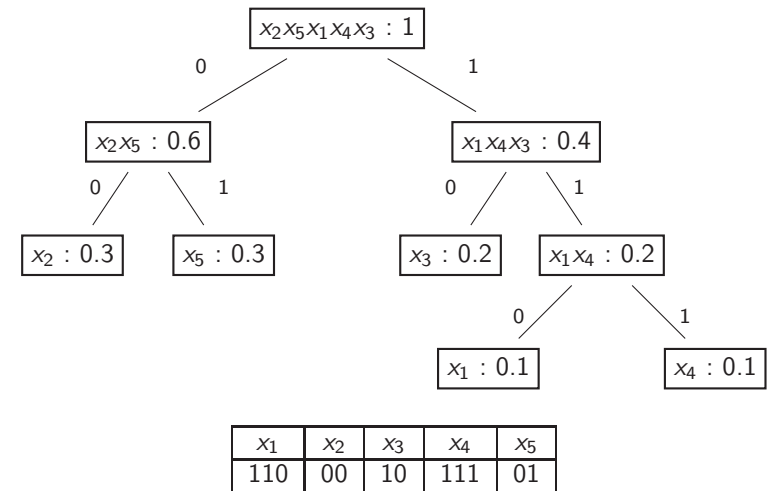 x₂x₅x₁x₄x₃ : 1
0 1
x₂x₅ : 0.6 x₁x₄x₃ : 0.4
0 1 0 1
x₂ : 0.3 x₅ : 0.3 x₃ : 0.2 x₁x₄ : 0.2
0 1
x₁ : 0.1 x₄ : 0.1
x₁ x₂ x₃ x₄ x₅
110 00 10 111 01